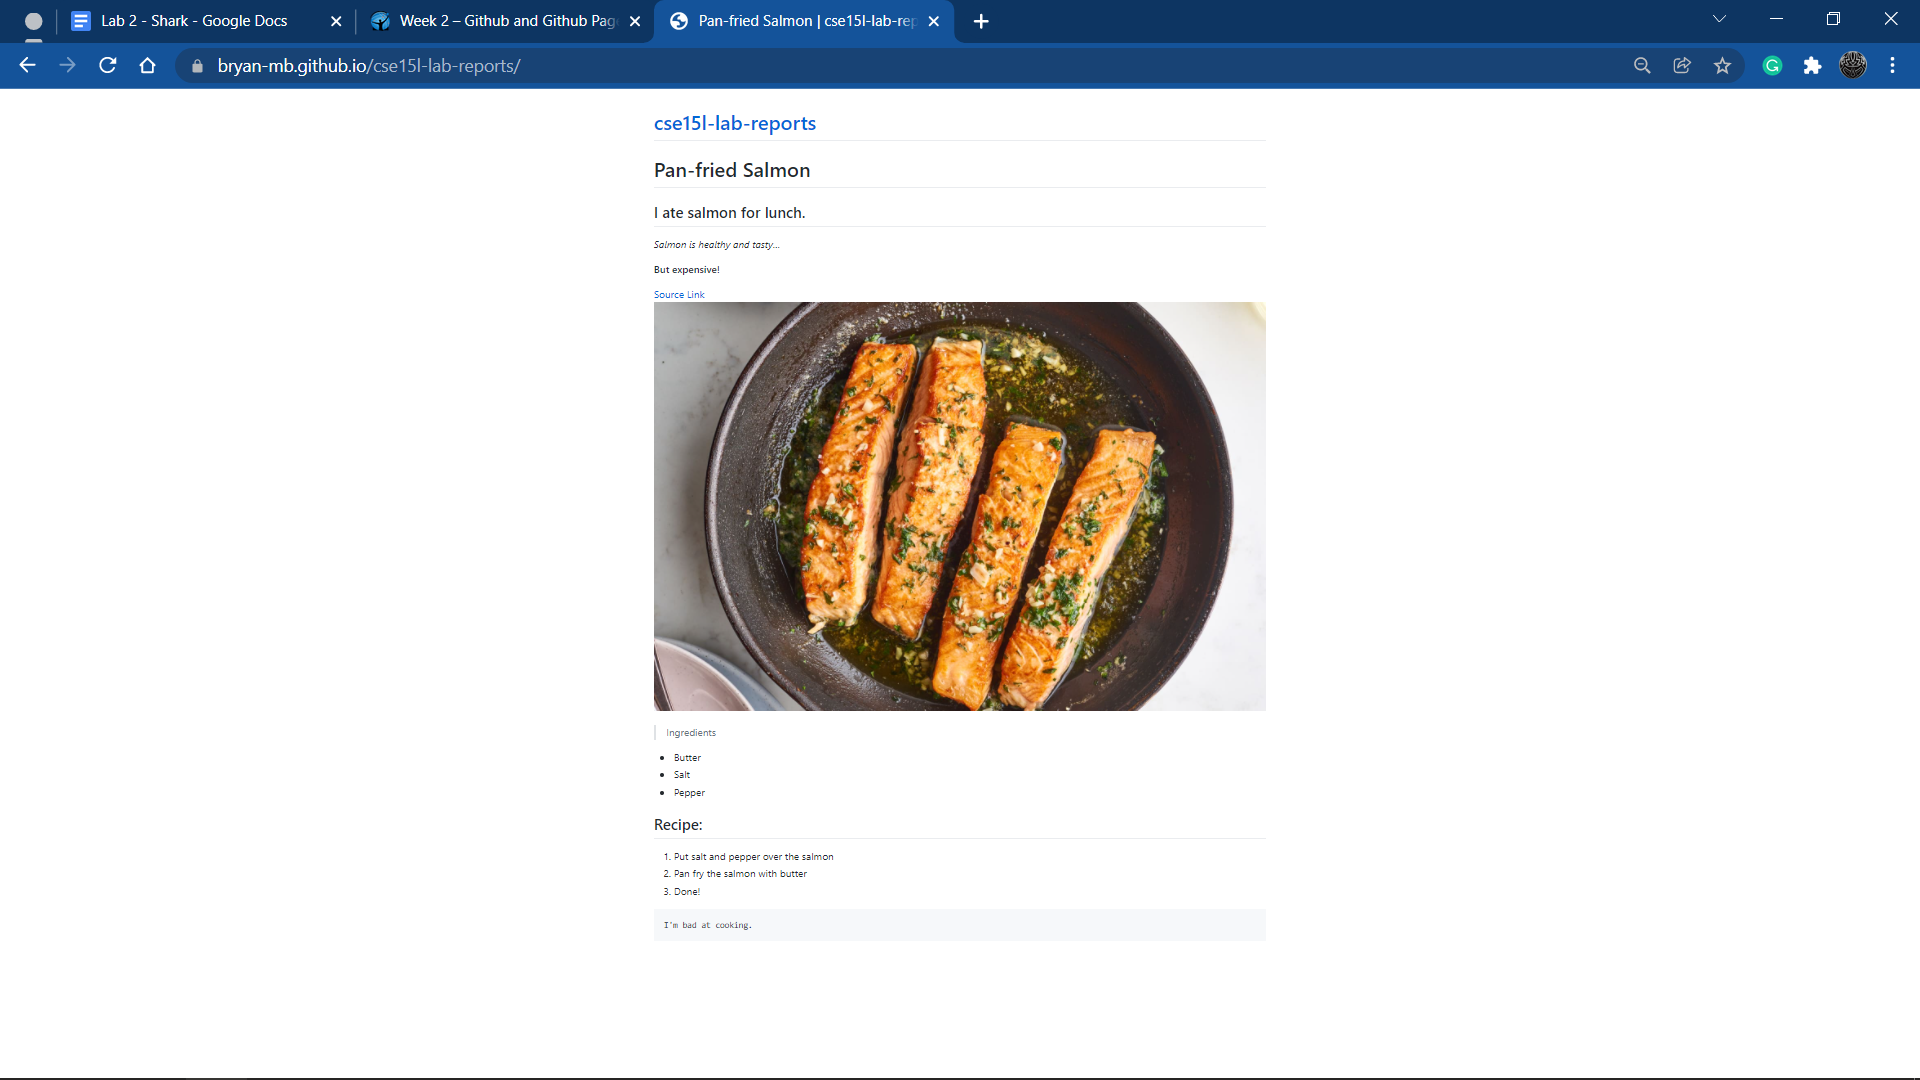 Lab 2 - Shark - Google Docs
Week 2 – Github and Github Pag
Pan-fried Salmon | cse15l-lab-rep
bryan-mb.github.io/cse15l-lab-reports/
cse15l-lab-reports
Pan-fried Salmon
I ate salmon for lunch.
Salmon is healthy and tasty...
But expensive!
Source Link
Ingredients
Butter
Salt
Pepper
Recipe:
1. Put salt and pepper over the salmon
2. Pan fry the salmon with butter
3. Done!
I'm bad at cooking.